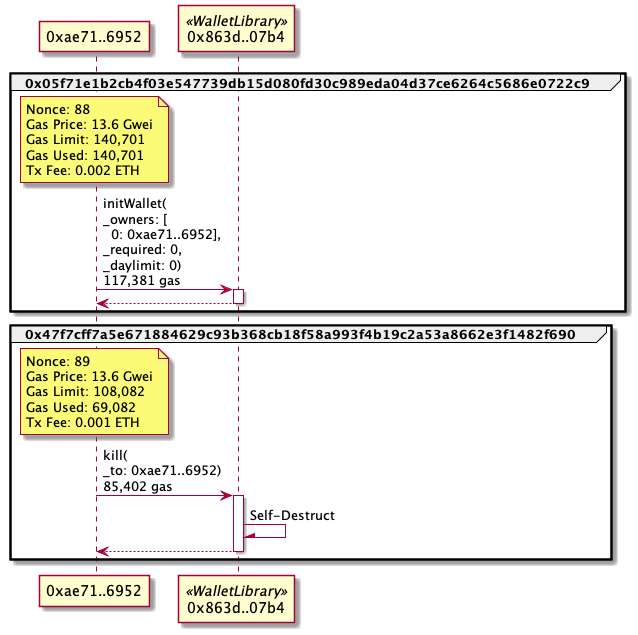 «WalletLibrary»
0xae71..6952
0x863d..07b4
0x05f71e1b2cb4f03e547739db15d080fd30c989eda04d37ce6264c5686e0722c9
Nonce: 88
Gas Price: 13.6 Gwei
Gas Limit: 140,701
Gas Used: 140,701
Tx Fee: 0.002 ETH
initWallet(
_owners: [
0: 0xae71..6952],
_required: 0,
_daylimit: 0)
117,381 gas
0x47f7cff7a5e671884629c93b368cb18f58a993f4b19c2a53a8662e3f1482f690
Nonce: 89
Gas Price: 13.6 Gwei
Gas Limit: 108,082
Gas Used: 69,082
Tx Fee: 0.001 ETH
kill(
_to: 0xae71..6952)
85,402 gas
Self-Destruct
«WalletLibrary»
0xae71..6952
0x863d..07b4